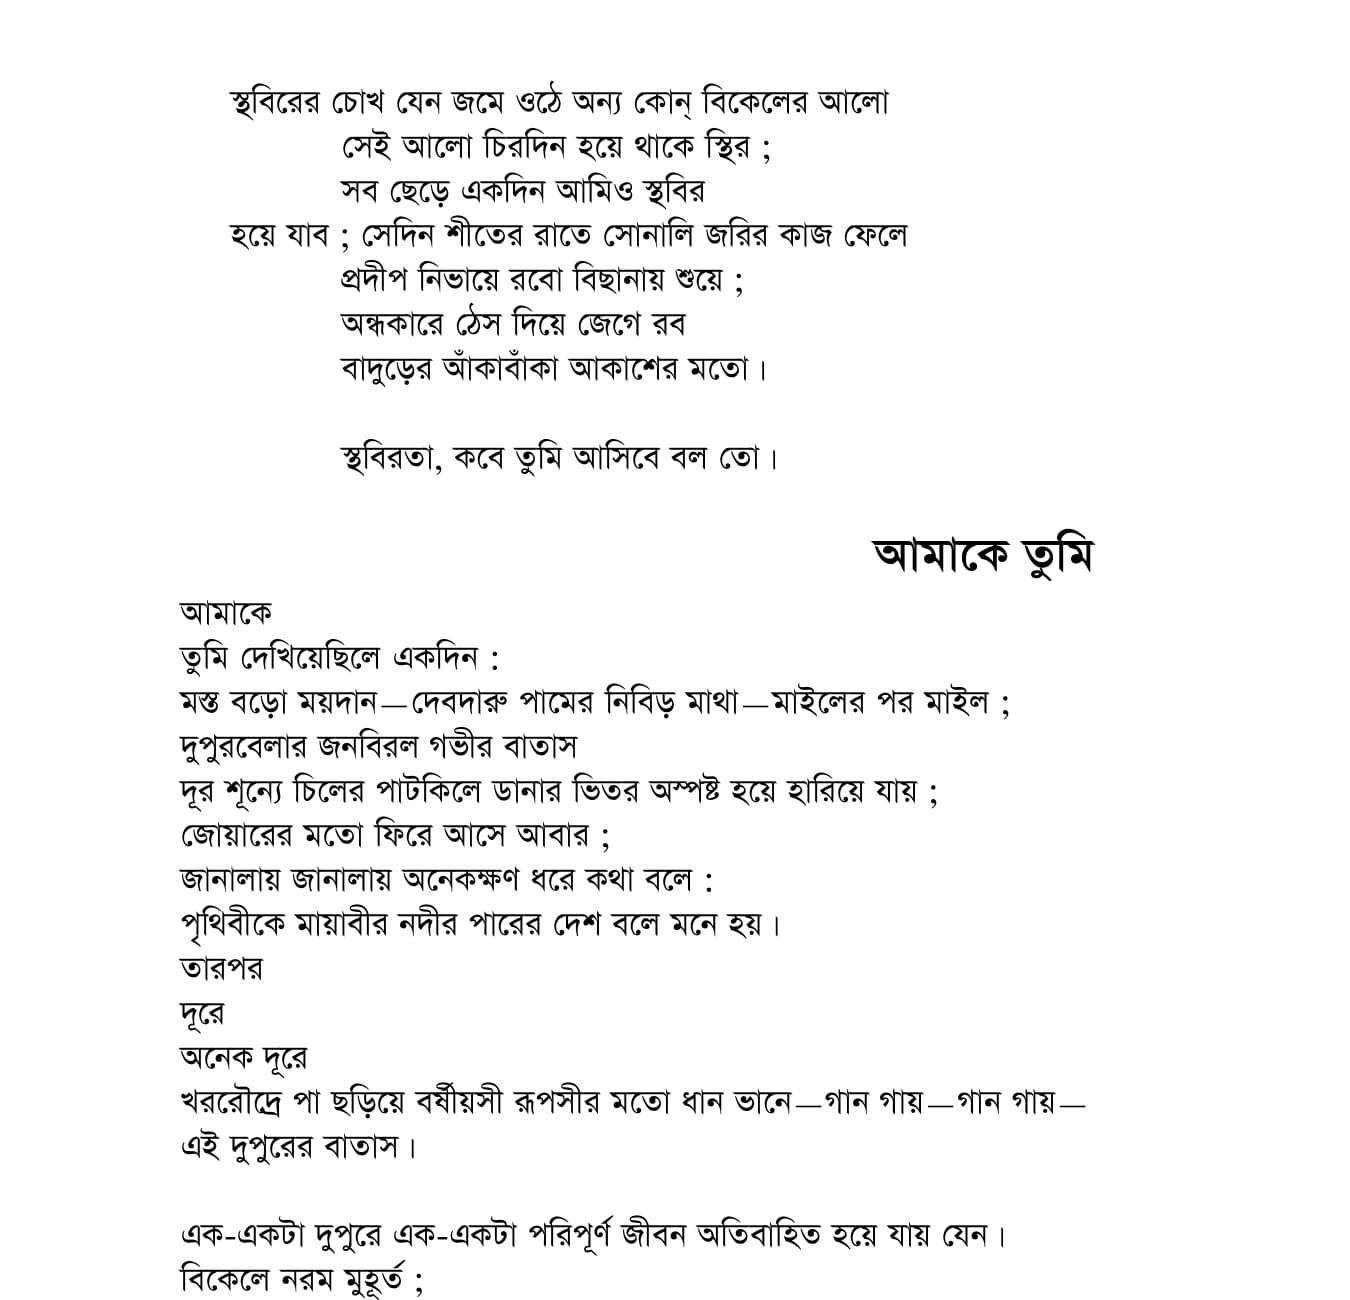 স্থবিরের চোখ যেন জমে ওঠে অন্য কোন্ বিকেলের আলো
সেই আলো চিরদিন হয়ে থাকে স্থির ;
সব ছেড়ে একদিন আমিও স্থবির
হয়ে যাব ; সেদিন শীতের রাতে সোনালি জরির কাজ ফেলে
প্রদীপ নিভায়ে রবো বিছানায় শুয়ে ;
অন্ধকারে ঠেস দিয়ে জেগে রব
বাদুড়ের আঁকাবাঁকা আকাশের মতো।
স্থবিরতা, কবে তুমি আসিবে বল তো।
আমাকে তুমি
আমাকে
তুমি দেখিয়েছিলে একদিন :
মস্ত বড়ো ময়দান—দেবদারু পামের নিবিড় মাথা—মাইলের পর মাইল ;
দুপুরবেলার জনবিরল গভীর বাতাস
দূর শূন্যে চিলের পাটকিলে ডানার ভিতর অস্পষ্ট হয়ে হারিয়ে যায় ;
জোয়ারের মতো ফিরে আসে আবার ;
জানালায় জানালায় অনেকক্ষণ ধরে কথা বলে :
পৃথিবীকে মায়াবীর নদীর পারের দেশ বলে মনে হয়।
তারপর
দূরে
অনেক দূরে
খররৌদ্রে পা ছড়িয়ে বর্ষীয়সী রূপসীর মতো ধান ভানে—গান গায়—গান গায়—
এই দুপুরের বাতাস।
এক-একটা দুপুরে এক-একটা পরিপূর্ণ জীবন অতিবাহিত হয়ে যায় যেন।
বিকেলে নরম মুহূর্ত ;